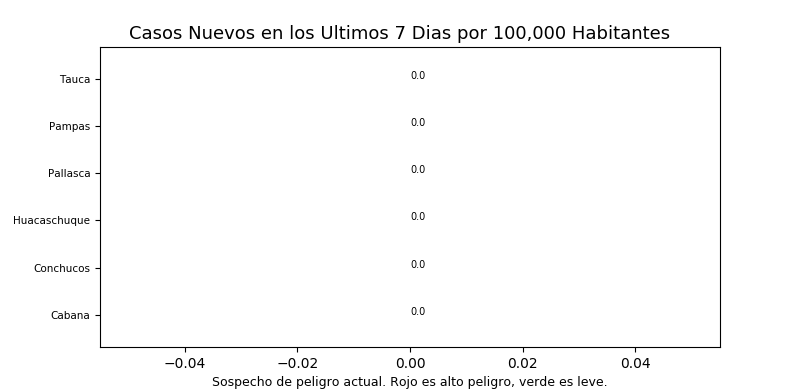 Casos Nuevos en los Ultimos 7 Dias por 100,000 Habitantes
Tauca 0.0
Pampas 0.0
Pallasca 0.0
Huacaschuque 0.0
Conchucos 0.0
Cabana 0.0
−0.04 −0.02 0.00 0.02 0.04
Sospecho de peligro actual. Rojo es alto peligro, verde es leve.